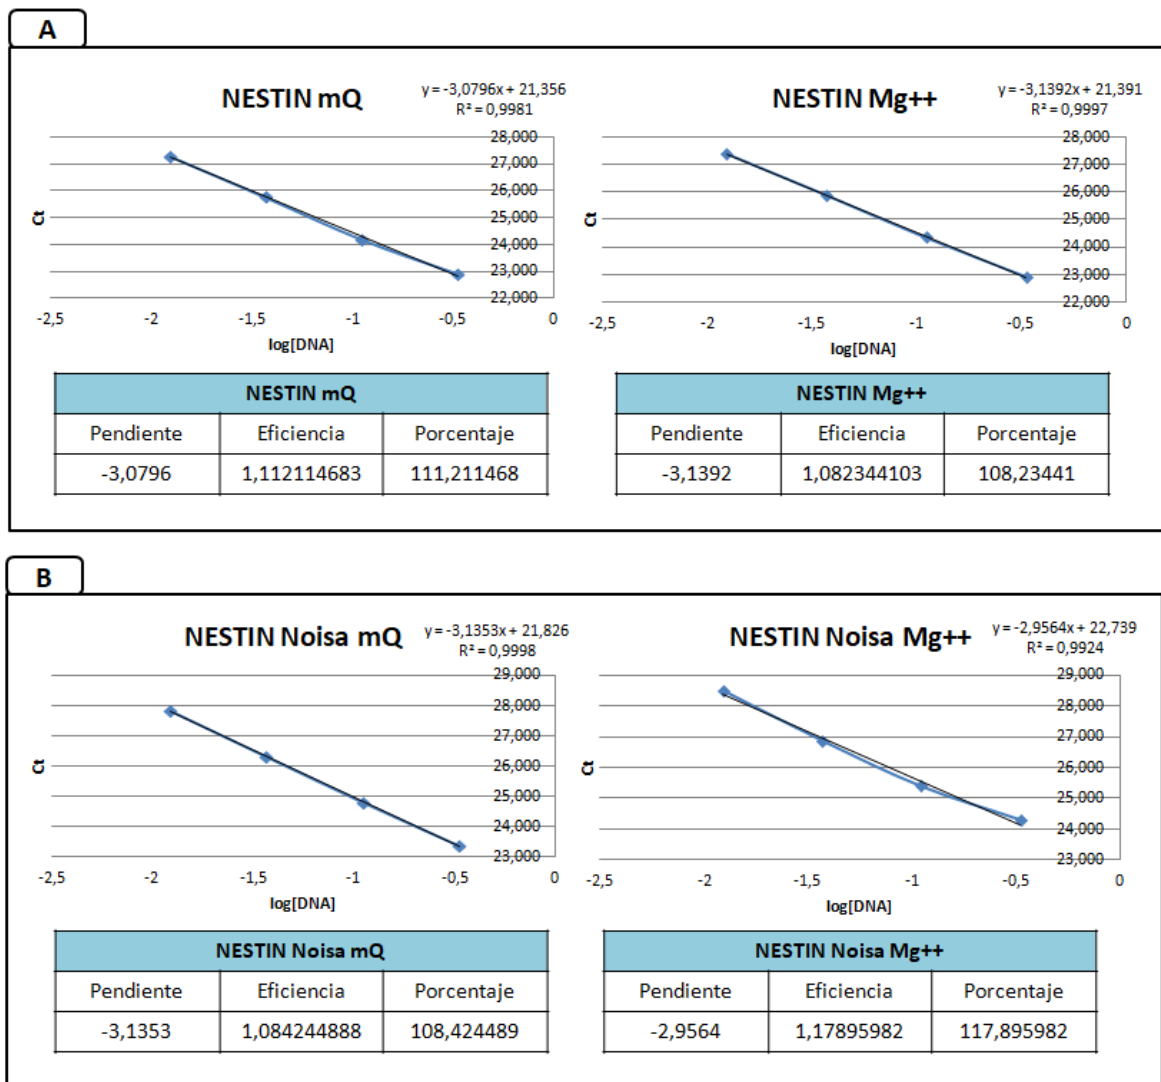 A
NESTIN mQ
y = -3,0796x + 21,356
R² = 0,9981
28,000
27,000
26,000
25,000
24,000
23,000
22,000
Ct
-2,5 -2 -1,5 -1 -0,5 0
log[DNA]
NESTIN mQ
Pendiente Eficiencia Porcentaje
-3,0796 1,112114683 111,211468
NESTIN Mg++
y = -3,1392x + 21,391
R² = 0,9997
28,000
27,000
26,000
25,000
24,000
23,000
22,000
Ct
-2,5 -2 -1,5 -1 -0,5 0
log[DNA]
NESTIN Mg++
Pendiente Eficiencia Porcentaje
-3,1392 1,082344103 108,23441
B
NESTIN Noisa mQ
y = -3,1353x + 21,826
R² = 0,9998
29,000
28,000
27,000
26,000
25,000
24,000
23,000
Ct
-2,5 -2 -1,5 -1 -0,5 0
log[DNA]
NESTIN Noisa mQ
Pendiente Eficiencia Porcentaje
-3,1353 1,084244888 108,424489
NESTIN Noisa Mg++
y = -2,9564x + 22,739
R² = 0,9924
29,000
28,000
27,000
26,000
25,000
24,000
23,000
Ct
-2,5 -2 -1,5 -1 -0,5 0
log[DNA]
NESTIN Noisa Mg++
Pendiente Eficiencia Porcentaje
-2,9564 1,17895982 117,895982